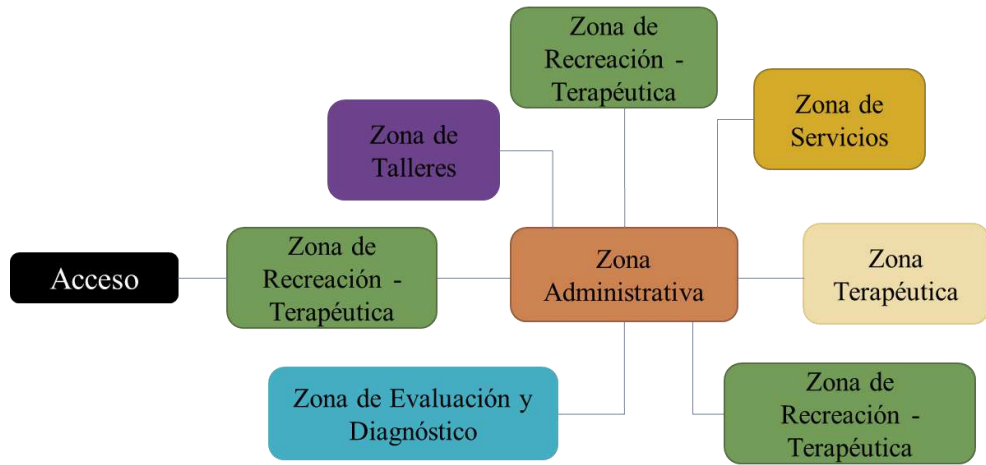 Zona de
Recreación -
Terapéutica
Zona de
Servicios
Zona de
Talleres
Acceso
Zona de
Recreación -
Terapéutica
Zona
Administrativa
Zona
Terapéutica
Zona de Evaluación y
Diagnóstico
Zona de
Recreación -
Terapéutica